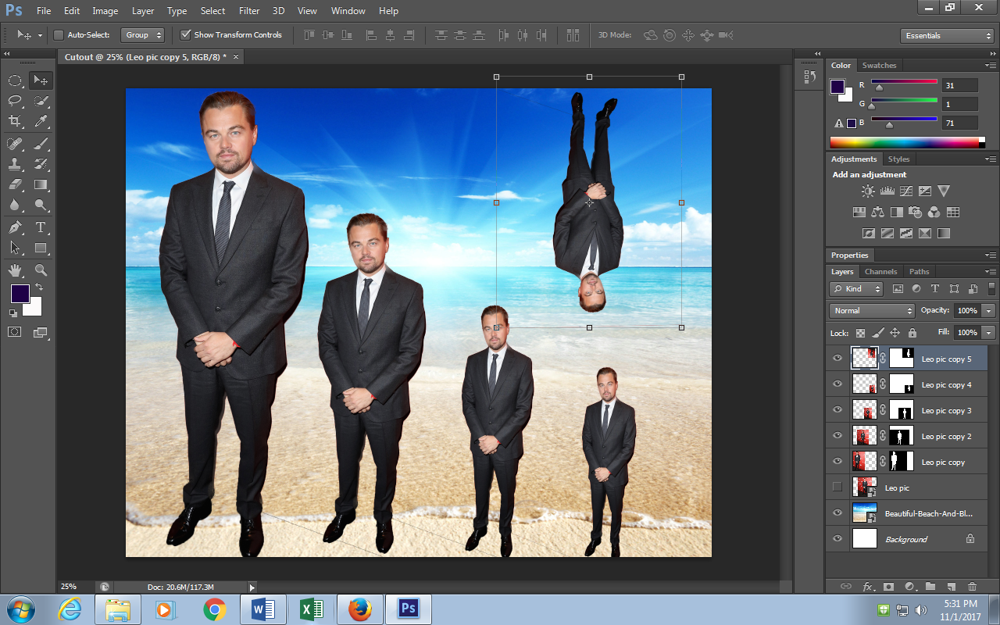 Ps File Edit Image Layer Type Select Filter 3D View Window Help
Auto-Select: Group Show Transform Controls 3D Mode: Essentials
Cutout @ 25% (Leo pic copy 5, RGB/8) * ×
Color Swatches
R 31
G 1
B 71
Adjustments Styles
Add an adjustment
Properties
Layers Channels Paths
Kind
Normal Opacity: 100%
Lock: Fill: 100%
Leo pic copy 5
Leo pic copy 4
Leo pic copy 3
Leo pic copy 2
Leo pic copy
Leo pic
Beautiful-Beach-And-Bl...
Background
25% Doc: 20.6M/117.3M
fx
Ps
5:31 PM
11/1/2017